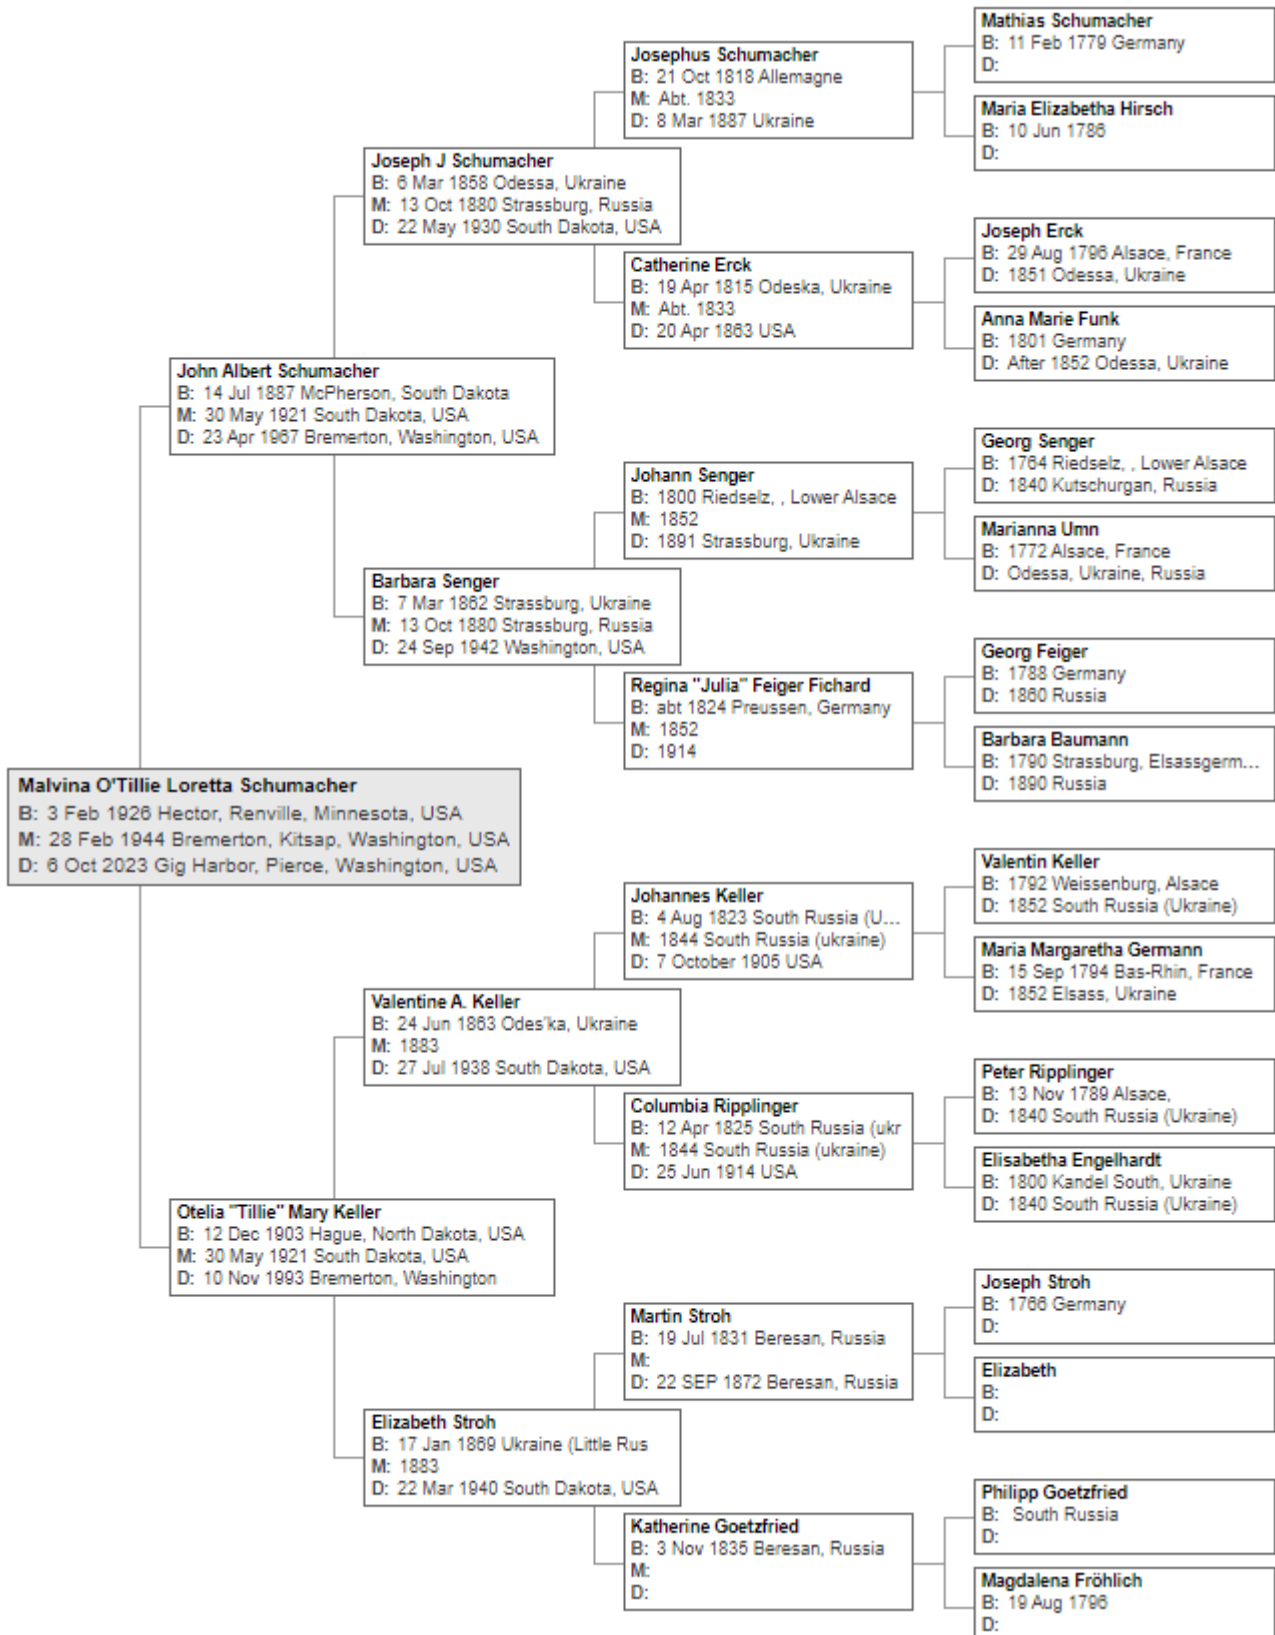 Mathias Schumacher
B: 11 Feb 1779 Germany
D:
Josephus Schumacher
B: 21 Oct 1818 Allemagne
M: Abt. 1833
D: 8 Mar 1887 Ukraine
Maria Elizabetha Hirsch
B: 10 Jun 1786
D:
Joseph J Schumacher
B: 6 Mar 1858 Odessa, Ukraine
M: 13 Oct 1880 Strassburg, Russia
D: 22 May 1930 South Dakota, USA
Joseph Erck
B: 29 Aug 1796 Alsace, France
D: 1851 Odessa, Ukraine
Catherine Erck
B: 19 Apr 1815 Odeska, Ukraine
M: Abt. 1833
D: 20 Apr 1863 USA
Anna Marie Funk
B: 1801 Germany
D: After 1852 Odessa, Ukraine
John Albert Schumacher
B: 14 Jul 1887 McPherson, South Dakota
M: 30 May 1921 South Dakota, USA
D: 23 Apr 1967 Bremerton, Washington, USA
Georg Senger
B: 1764 Riedselz, , Lower Alsace
D: 1840 Kutschurgan, Russia
Johann Senger
B: 1800 Riedselz, , Lower Alsace
M: 1852
D: 1891 Strassburg, Ukraine
Marianna Umn
B: 1772 Alsace, France
D: Odessa, Ukraine, Russia
Barbara Senger
B: 7 Mar 1862 Strassburg, Ukraine
M: 13 Oct 1880 Strassburg, Russia
D: 24 Sep 1942 Washington, USA
Georg Feiger
B: 1788 Germany
D: 1860 Russia
Regina "Julia" Feiger Fichard
B: abt 1824 Preussen, Germany
M: 1852
D: 1914
Barbara Baumann
B: 1790 Strassburg, Elsassgerm...
D: 1890 Russia
Malvina O'Tillie Loretta Schumacher
B: 3 Feb 1926 Hector, Renville, Minnesota, USA
M: 28 Feb 1944 Bremerton, Kitsap, Washington, USA
D: 6 Oct 2023 Gig Harbor, Pierce, Washington, USA
Valentin Keller
B: 1792 Weissenburg, Alsace
D: 1852 South Russia (Ukraine)
Johannes Keller
B: 4 Aug 1823 South Russia (U...
M: 1844 South Russia (ukraine)
D: 7 October 1905 USA
Maria Margaretha Germann
B: 15 Sep 1794 Bas-Rhin, France
D: 1852 Elsass, Ukraine
Valentine A. Keller
B: 24 Jun 1863 Odes'ka, Ukraine
M: 1883
D: 27 Jul 1938 South Dakota, USA
Peter Ripplinger
B: 13 Nov 1789 Alsace,
D: 1840 South Russia (Ukraine)
Columbia Ripplinger
B: 12 Apr 1825 South Russia (ukr
M: 1844 South Russia (ukraine)
D: 25 Jun 1914 USA
Elisabetha Engelhardt
B: 1800 Kandel South, Ukraine
D: 1840 South Russia (Ukraine)
Otelia "Tillie" Mary Keller
B: 12 Dec 1903 Hague, North Dakota, USA
M: 30 May 1921 South Dakota, USA
D: 10 Nov 1993 Bremerton, Washington
Joseph Stroh
B: 1766 Germany
D:
Martin Stroh
B: 19 Jul 1831 Beresan, Russia
M:
D: 22 SEP 1872 Beresan, Russia
Elizabeth
B:
D:
Elizabeth Stroh
B: 17 Jan 1869 Ukraine (Little Rus
M: 1883
D: 22 Mar 1940 South Dakota, USA
Philipp Goetzfried
B: South Russia
D:
Katherine Goetzfried
B: 3 Nov 1835 Beresan, Russia
M:
D:
Magdalena Fröhlich
B: 19 Aug 1796
D: